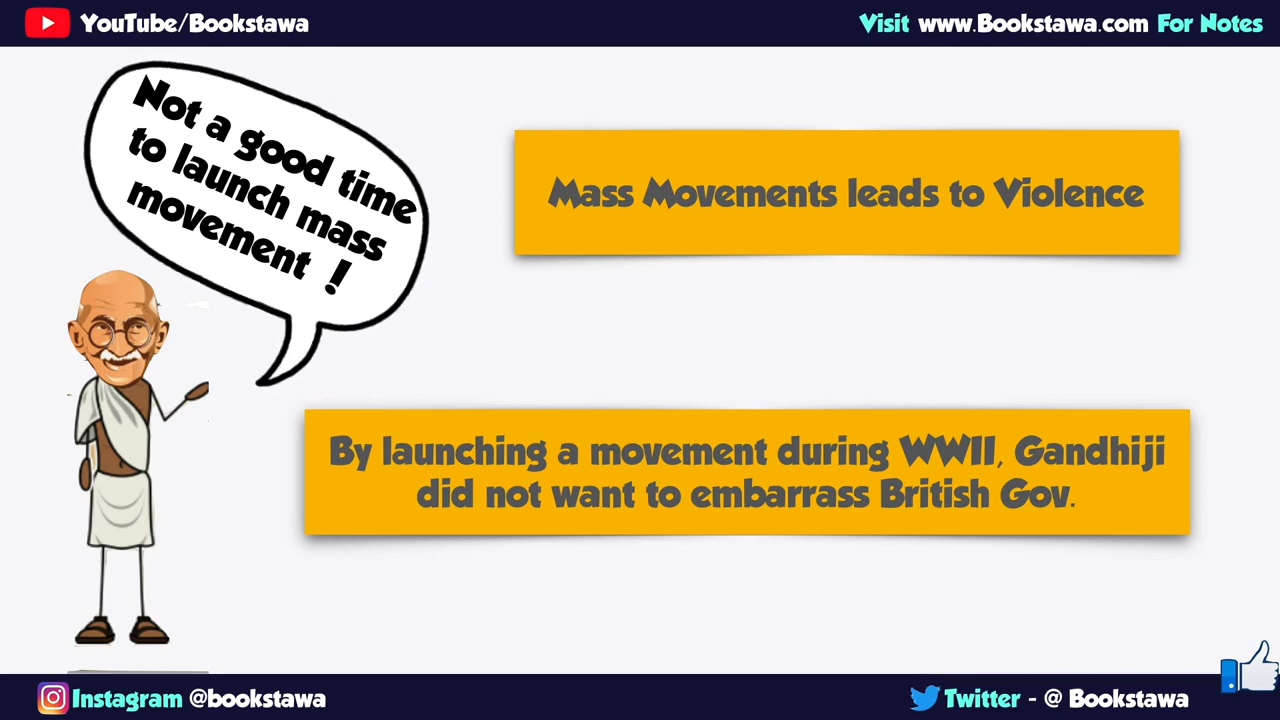 YouTube/Bookstawa
Visit www.Bookstawa.com For Notes
Not a good time
to launch mass
movement !
Mass Movements leads to Violence
By launching a movement during WWII, Gandhiji
did not want to embarrass British Gov.
Instagram @bookstawa
Twitter - @ Bookstawa